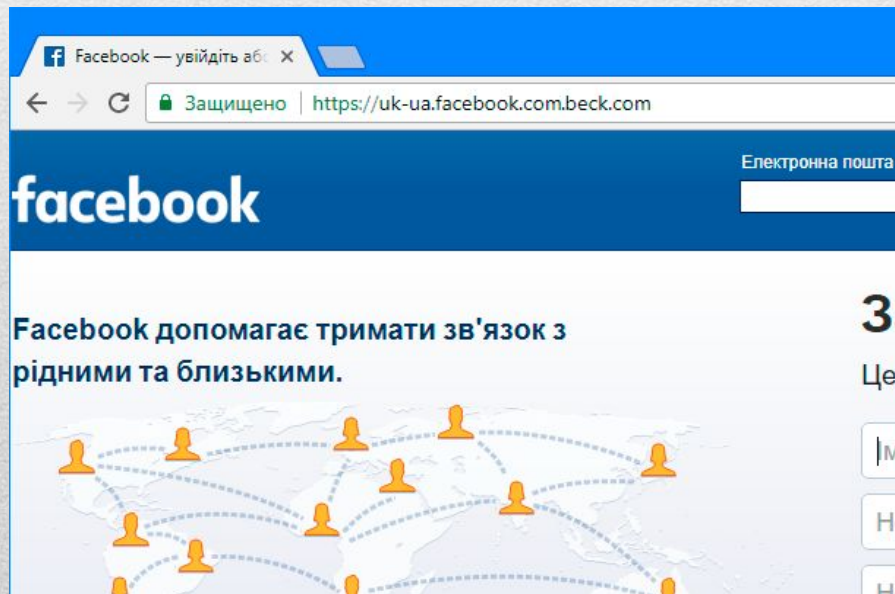 Facebook — увійдіть або
Защищено | https://uk-ua.facebook.com.beck.com
facebook
Електронна пошта
Facebook допомагає тримати зв'язок з
рідними та близькими.
З
Це